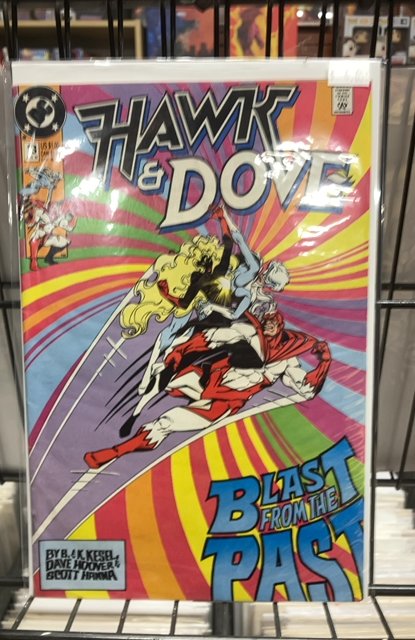 DC
HAWK
& DOVE
BLAST
FROM THE
PAST
BY B. & K. KESEL,
DAVE HOOVER &
SCOTT HANNA